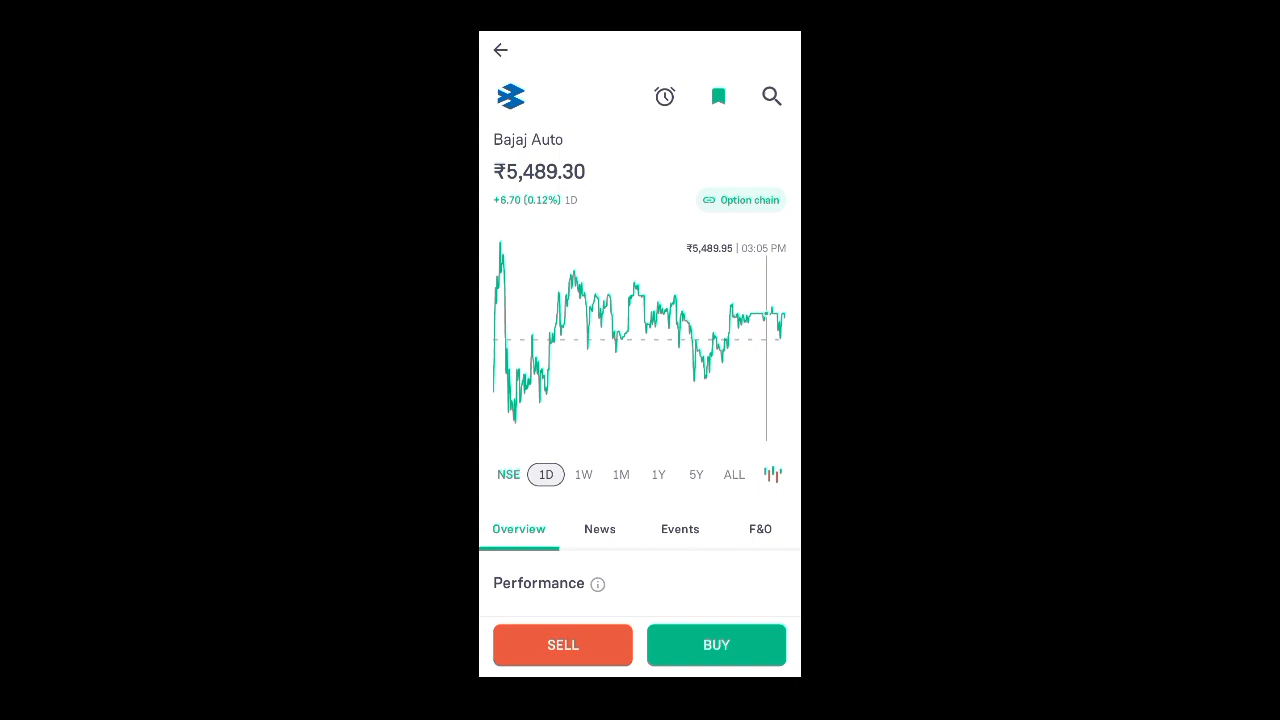 Bajaj Auto
₹5,489.30
+6.70 (0.12%) 1D
Option chain
₹5,489.95 | 03:05 PM
NSE 1D 1W 1M 1Y 5Y ALL
Overview News Events F&O
Performance
SELL BUY